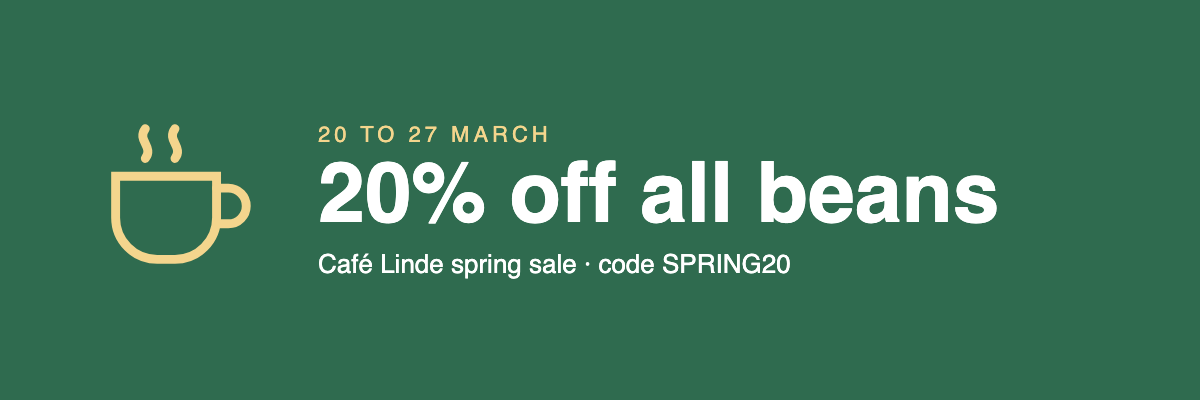 20 TO 27 MARCH
20% off all beans
Café Linde spring sale · code SPRING20